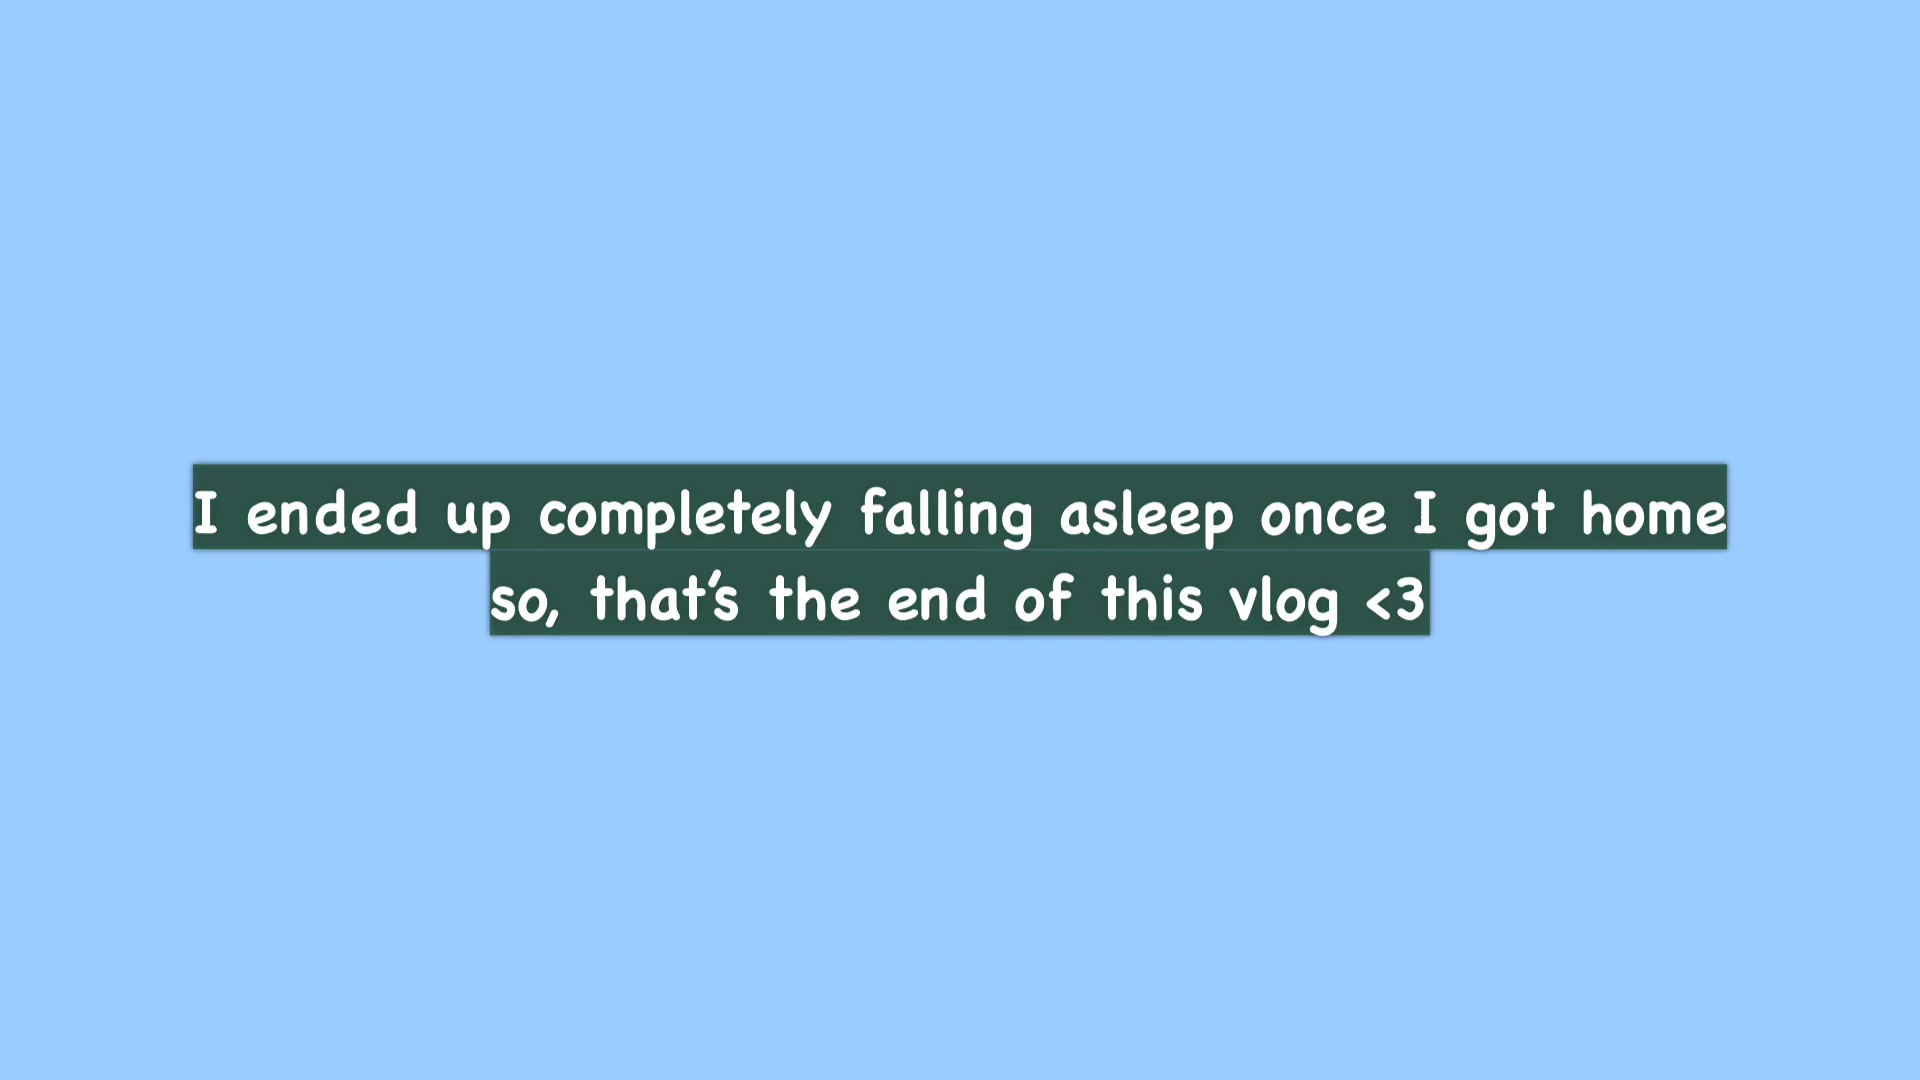 I ended up completely falling asleep once I got home
so, that's the end of this vlog <3